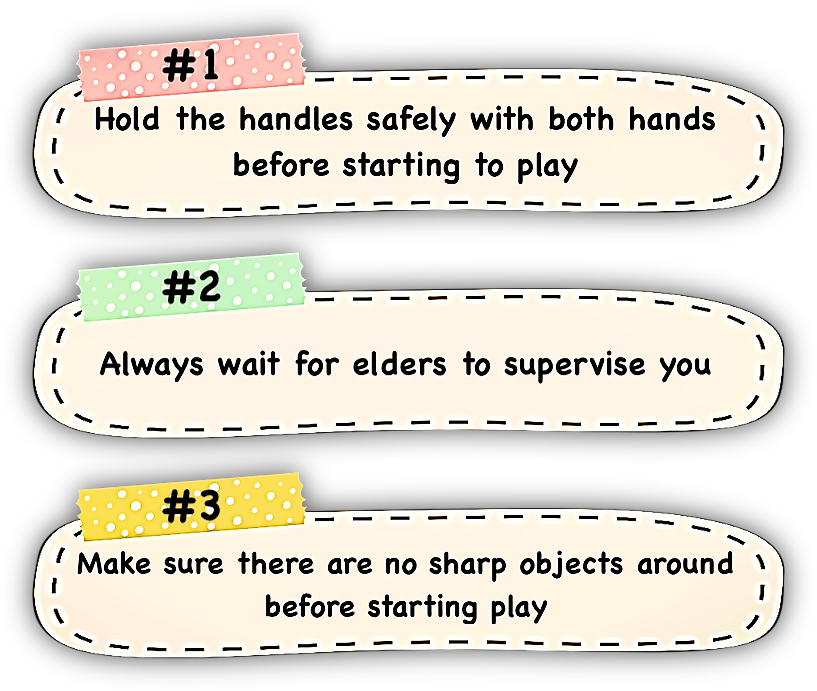 #1
Hold the handles safely with both hands
before starting to play
#2
Always wait for elders to supervise you
#3
Make sure there are no sharp objects around
before starting play